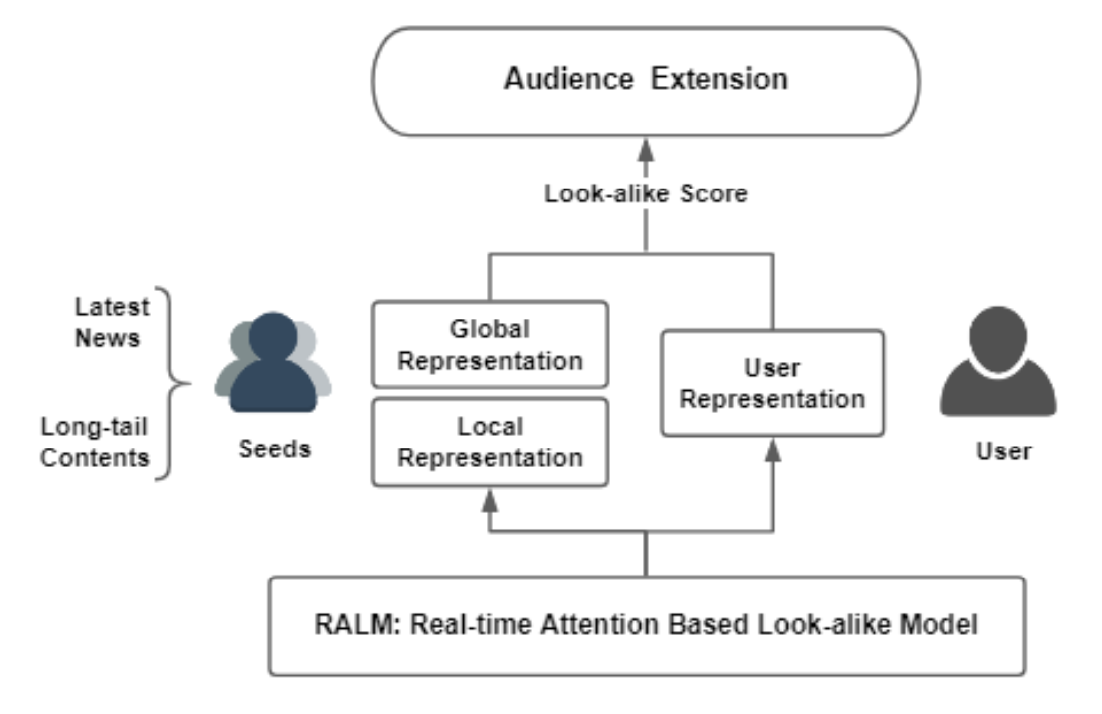 Audience Extension
Look-alike Score
Latest
News
Long-tail
Contents
Seeds
Global
Representation
Local
Representation
User
Representation
User
RALM: Real-time Attention Based Look-alike Model